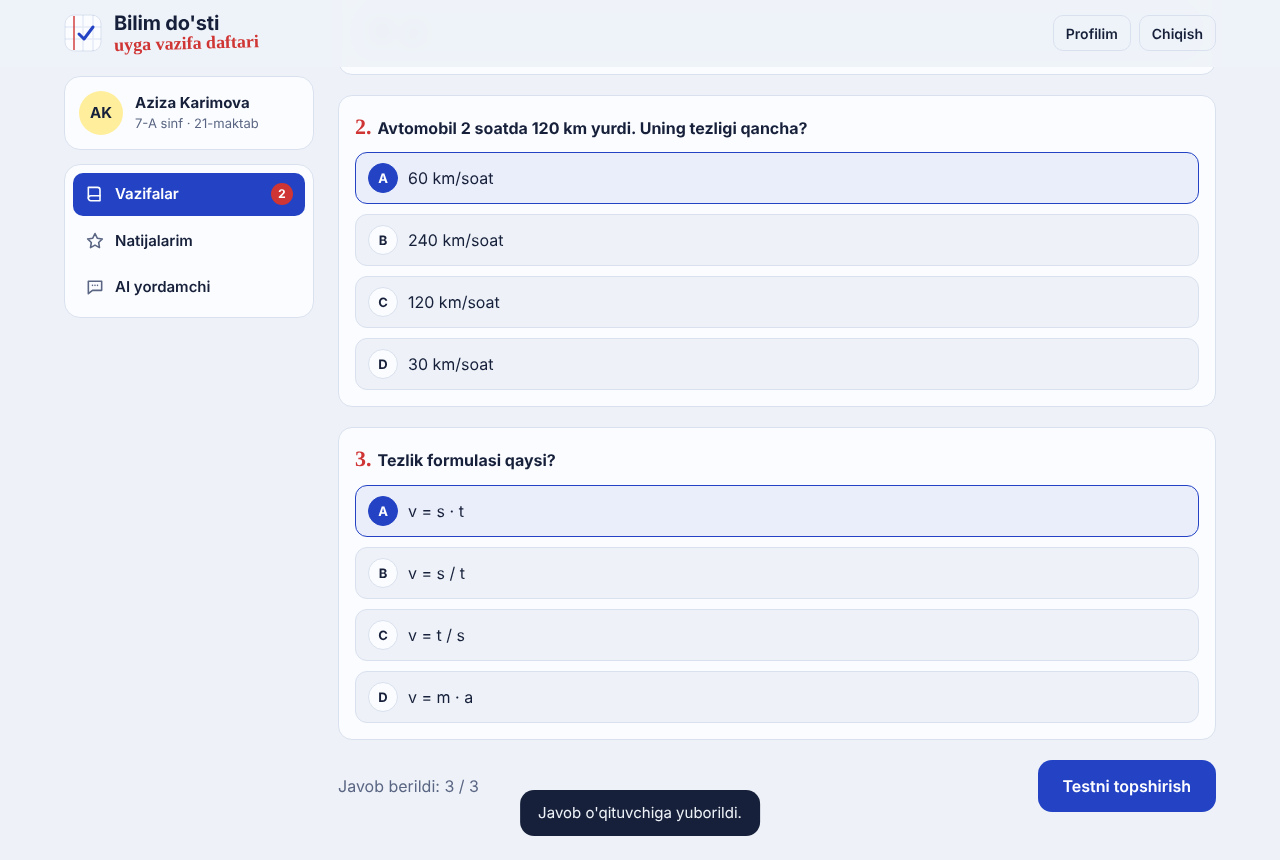 Bilim do'sti
uyga vazifa daftari
Profilim
Chiqish
AK
Aziza Karimova
7-A sinf · 21-maktab
Vazifalar
2
Natijalarim
AI yordamchi
2. Avtomobil 2 soatda 120 km yurdi. Uning tezligi qancha?
A 60 km/soat
B 240 km/soat
C 120 km/soat
D 30 km/soat
3. Tezlik formulasi qaysi?
A v = s · t
B v = s / t
C v = t / s
D v = m · a
Javob berildi: 3 / 3
Testni topshirish
Javob o'qituvchiga yuborildi.